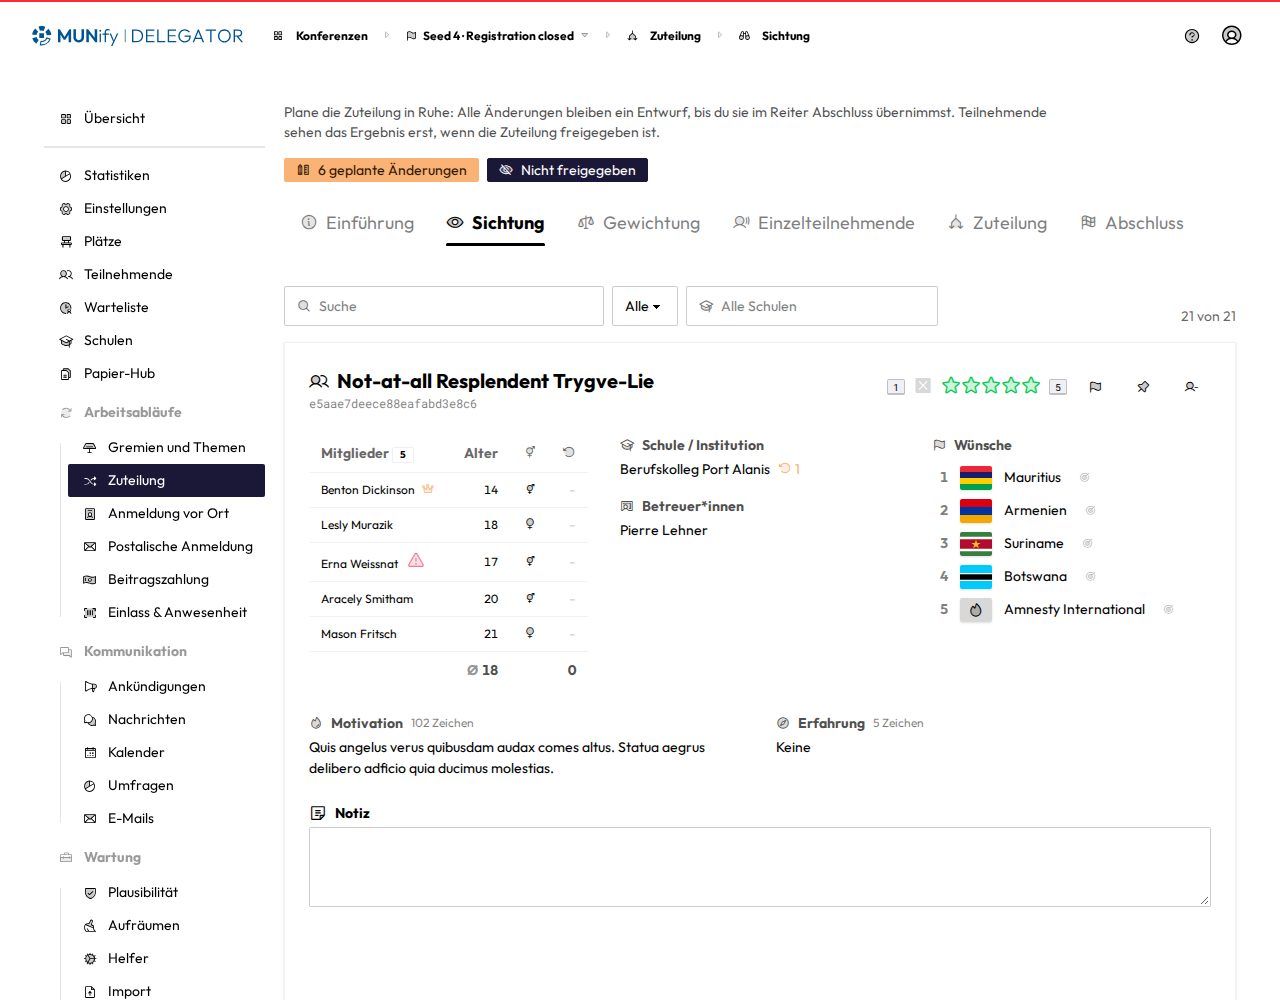 MUNify | DELEGATOR
Konferenzen
Seed 4 · Registration closed
Zuteilung
Sichtung
Übersicht
Statistiken
Einstellungen
Plätze
Teilnehmende
Warteliste
Schulen
Papier-Hub
Arbeitsabläufe
Gremien und Themen
Zuteilung
Anmeldung vor Ort
Postalische Anmeldung
Beitragszahlung
Einlass & Anwesenheit
Kommunikation
Ankündigungen
Nachrichten
Kalender
Umfragen
E-Mails
Wartung
Plausibilität
Aufräumen
Helfer
Import
Plane die Zuteilung in Ruhe: Alle Änderungen bleiben ein Entwurf, bis du sie im Reiter Abschluss übernimmst. Teilnehmende
sehen das Ergebnis erst, wenn die Zuteilung freigegeben ist.
6 geplante Änderungen
Nicht freigegeben
Einführung
Sichtung
Gewichtung
Einzelteilnehmende
Zuteilung
Abschluss
Suche
Alle
Alle Schulen
21 von 21
Not-at-all Resplendent Trygve-Lie
e5aae7deece88eafabd3e8c6
1
5
Mitglieder 5 Alter
Benton Dickinson 14 –
Lesly Murazik 18 –
Erna Weissnat 17 –
Aracely Smitham 20 –
Mason Fritsch 21 –
Ø 18 0
Schule / Institution
Berufskolleg Port Alanis 1
Betreuer*innen
Pierre Lehner
Wünsche
1 Mauritius
2 Armenien
3 Suriname
4 Botswana
5 Amnesty International
Motivation 102 Zeichen
Quis angelus verus quibusdam audax comes altus. Statua aegrus
delibero adficio quia ducimus molestias.
Erfahrung 5 Zeichen
Keine
Notiz